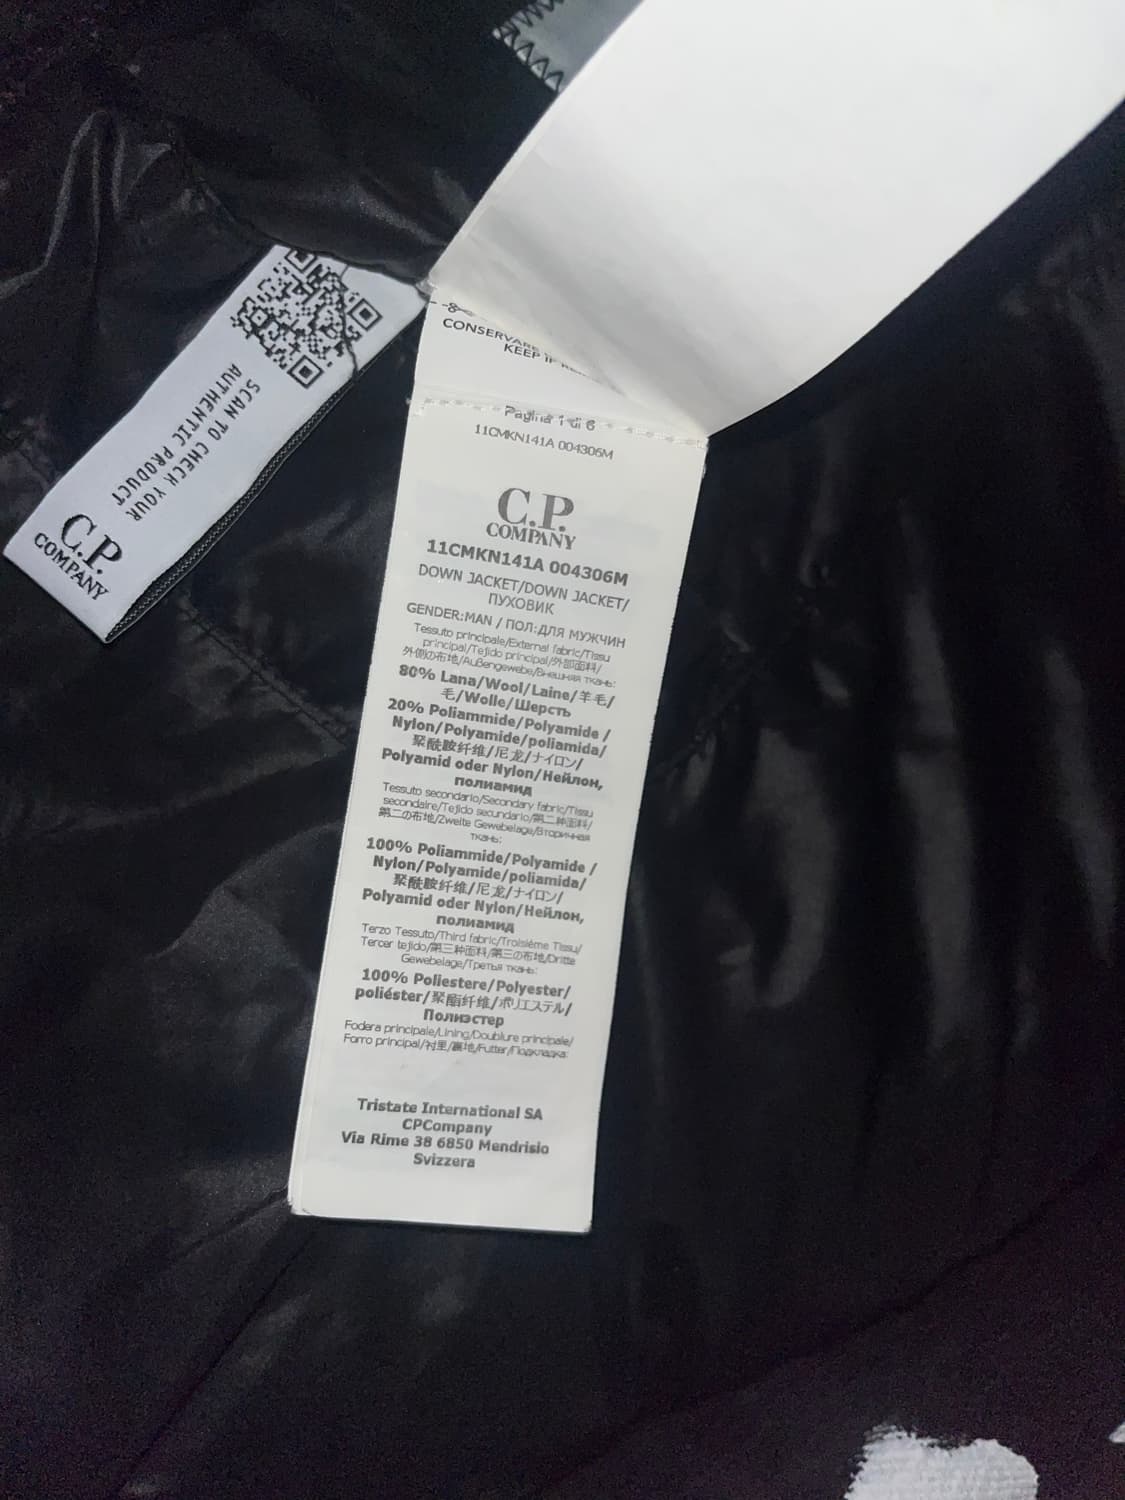 SCAN TO CHECK YOUR
AUTHENTIC PRODUCT
C.P.
COMPANY
CONSERVARE
KEEP IF
Pagina 1 di 6
11CMKN141A 004306M
C.P.
COMPANY
11CMKN141A 004306M
DOWN JACKET/DOWN JACKET/
ПУХОВИК
GENDER:MAN / ПОЛ:ДЛЯ МУЖЧИН
Tessuto principale/External fabric/Tissu
principal/Tejido principal/外部面料/
外側の布地/Außengewebe/Внешняя ткань:
80% Lana/Wool/Laine/羊毛/
毛/Wolle/Шерсть
20% Poliammide/Polyamide /
Nylon/Polyamide/poliamida/
聚酰胺纤维/尼龙/ナイロン/
Polyamid oder Nylon/Нейлон,
полиамид
Tessuto secondario/Secondary fabric/Tissu
secondaire/Tejido secundario/第二种面料/
第二の布地/Zweite Gewebelage/Вторичная
ткань:
100% Poliammide/Polyamide /
Nylon/Polyamide/poliamida/
聚酰胺纤维/尼龙/ナイロン/
Polyamid oder Nylon/Нейлон,
полиамид
Terzo Tessuto/Third fabric/Troisième Tissu/
Tercer tejido/第三种面料/第三の布地/Dritte
Gewebelage/Третья ткань:
100% Poliestere/Polyester/
poliéster/聚酯纤维/ポリエステル/
Полиэстер
Fodera principale/Lining/Doublure principale/
Forro principal/衬里/裏地/Futter/Подкладка:
Tristate International SA
CPCompany
Via Rime 38 6850 Mendrisio
Svizzera